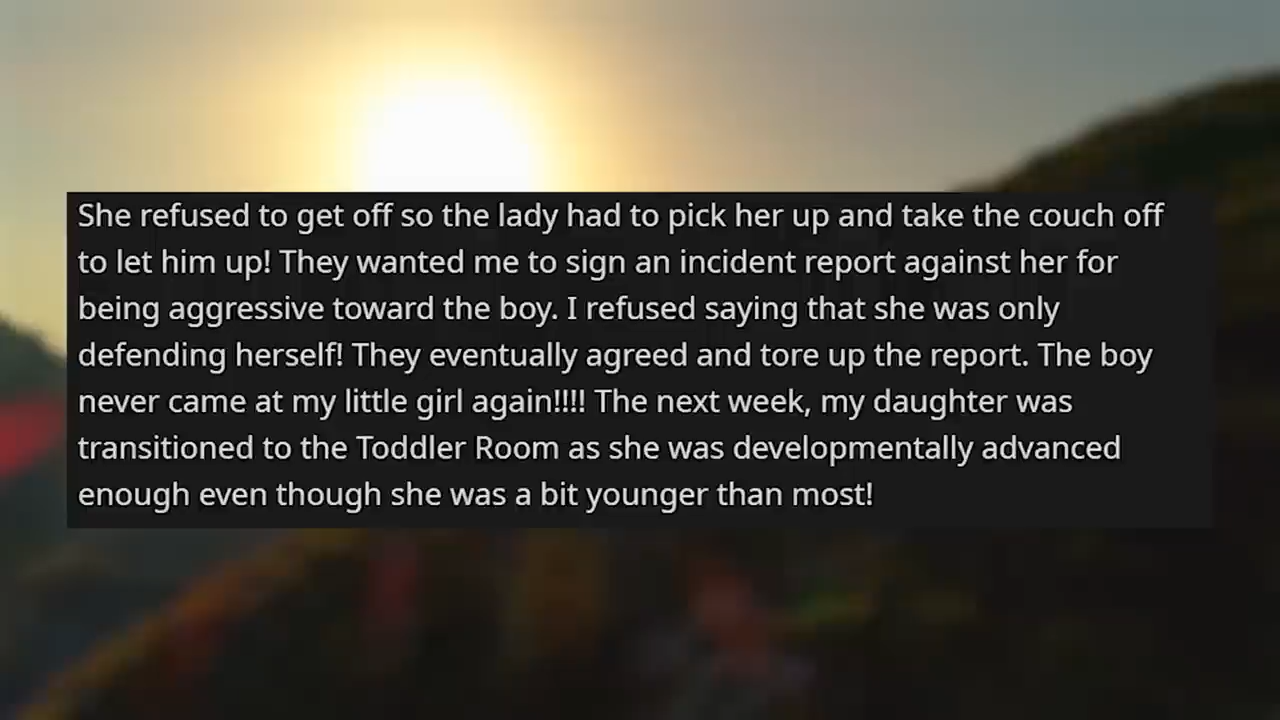 She refused to get off so the lady had to pick her up and take the couch off
to let him up! They wanted me to sign an incident report against her for
being aggressive toward the boy. I refused saying that she was only
defending herself! They eventually agreed and tore up the report. The boy
never came at my little girl again!!!! The next week, my daughter was
transitioned to the Toddler Room as she was developmentally advanced
enough even though she was a bit younger than most!